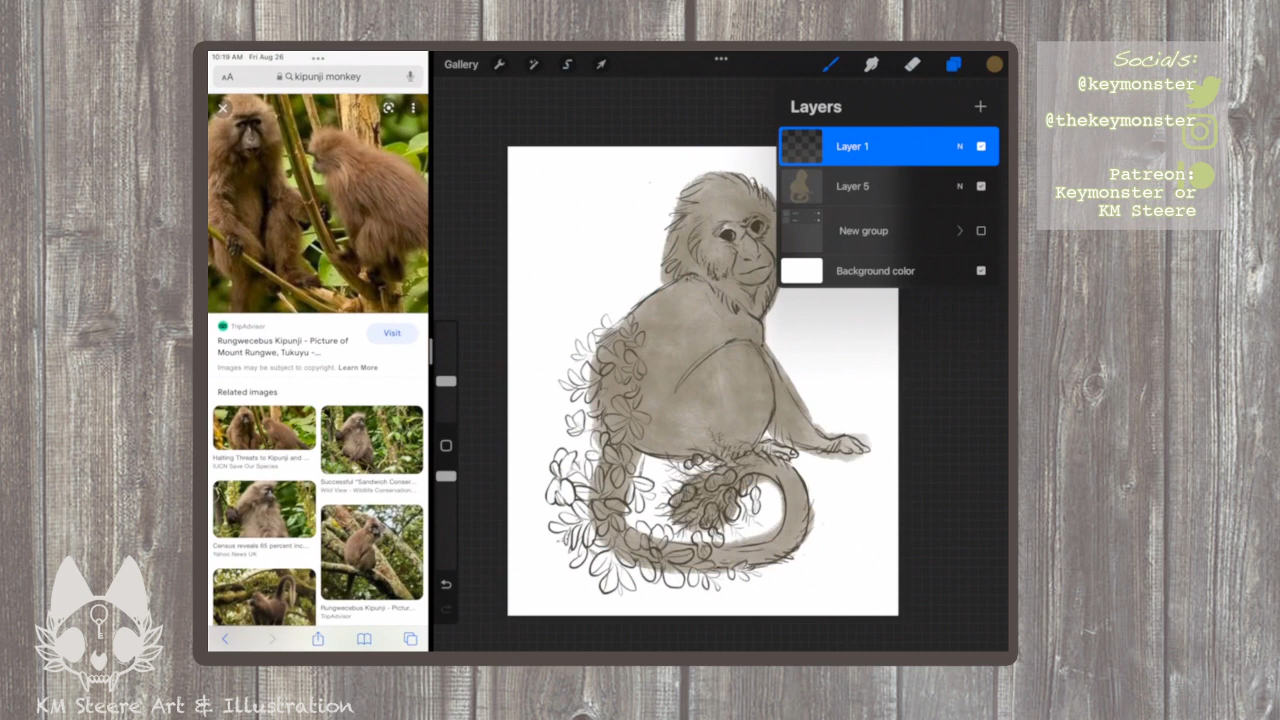 10:19 AM Fri Aug 26
AA
kipunji monkey
TripAdvisor
Rungwecebus Kipunji - Picture of
Mount Rungwe, Tukuyu -...
Visit
Images may be subject to copyright. Learn More
Related images
Halting Threats to Kipunji and ...
IUCN Save Our Species
Successful "Sandwich Conser...
Wild View - Wildlife Conservation...
Census reveals 65 percent inc...
Yahoo News UK
Rungwecebus Kipunji - Pictur...
TripAdvisor
Gallery
Layers
Layer 1
N
Layer 5
N
New group
Background color
Socials:
@keymonster
@thekeymonster
Patreon:
Keymonster or
KM Steere
KM Steere Art & Illustration